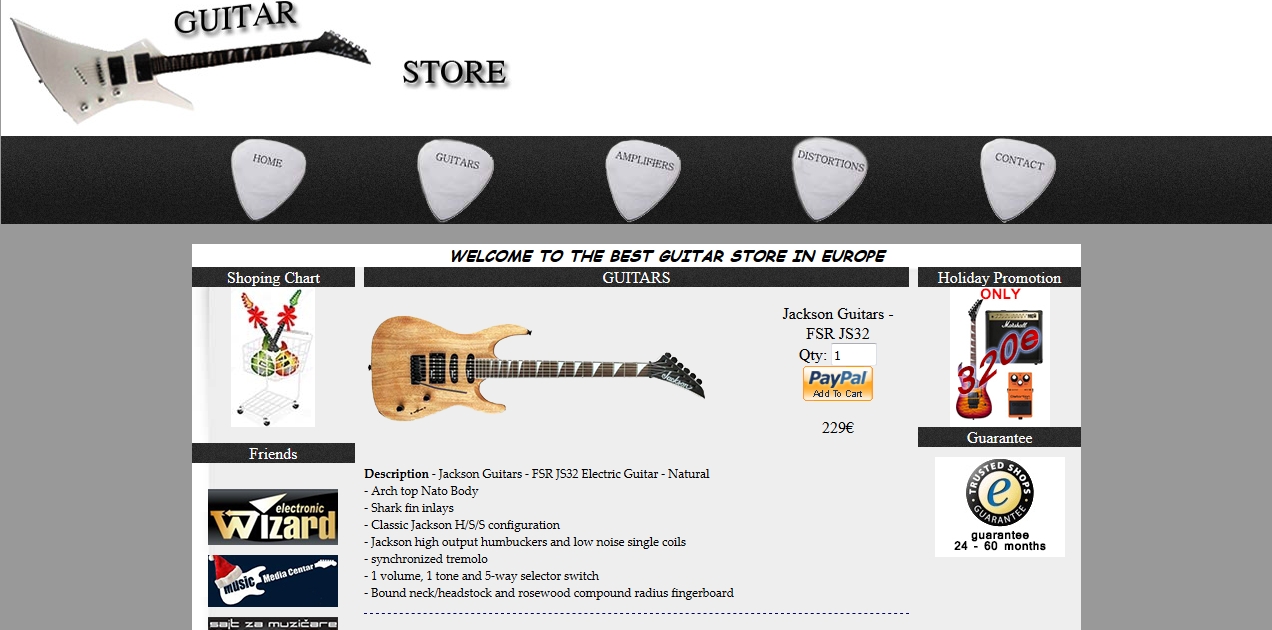 GUITAR
STORE
HOME
GUITARS
AMPLIFIERS
DISTORTIONS
CONTACT
WELCOME TO THE BEST GUITAR STORE IN EUROPE
Shoping Chart
GUITARS
Holiday Promotion
ONLY
Marshall
320e
Jackson Guitars -
FSR JS32
Qty: 1
PayPal
Add To Cart
229€
Jackson
Friends
Guarantee
electronic
Wizard
music Media Centar
sajt za muzičare
TRUSTED SHOPS
e
GUARANTEE
guarantee
24 - 60 months
Description - Jackson Guitars - FSR JS32 Electric Guitar - Natural
- Arch top Nato Body
- Shark fin inlays
- Classic Jackson H/S/S configuration
- Jackson high output humbuckers and low noise single coils
- synchronized tremolo
- 1 volume, 1 tone and 5-way selector switch
- Bound neck/headstock and rosewood compound radius fingerboard